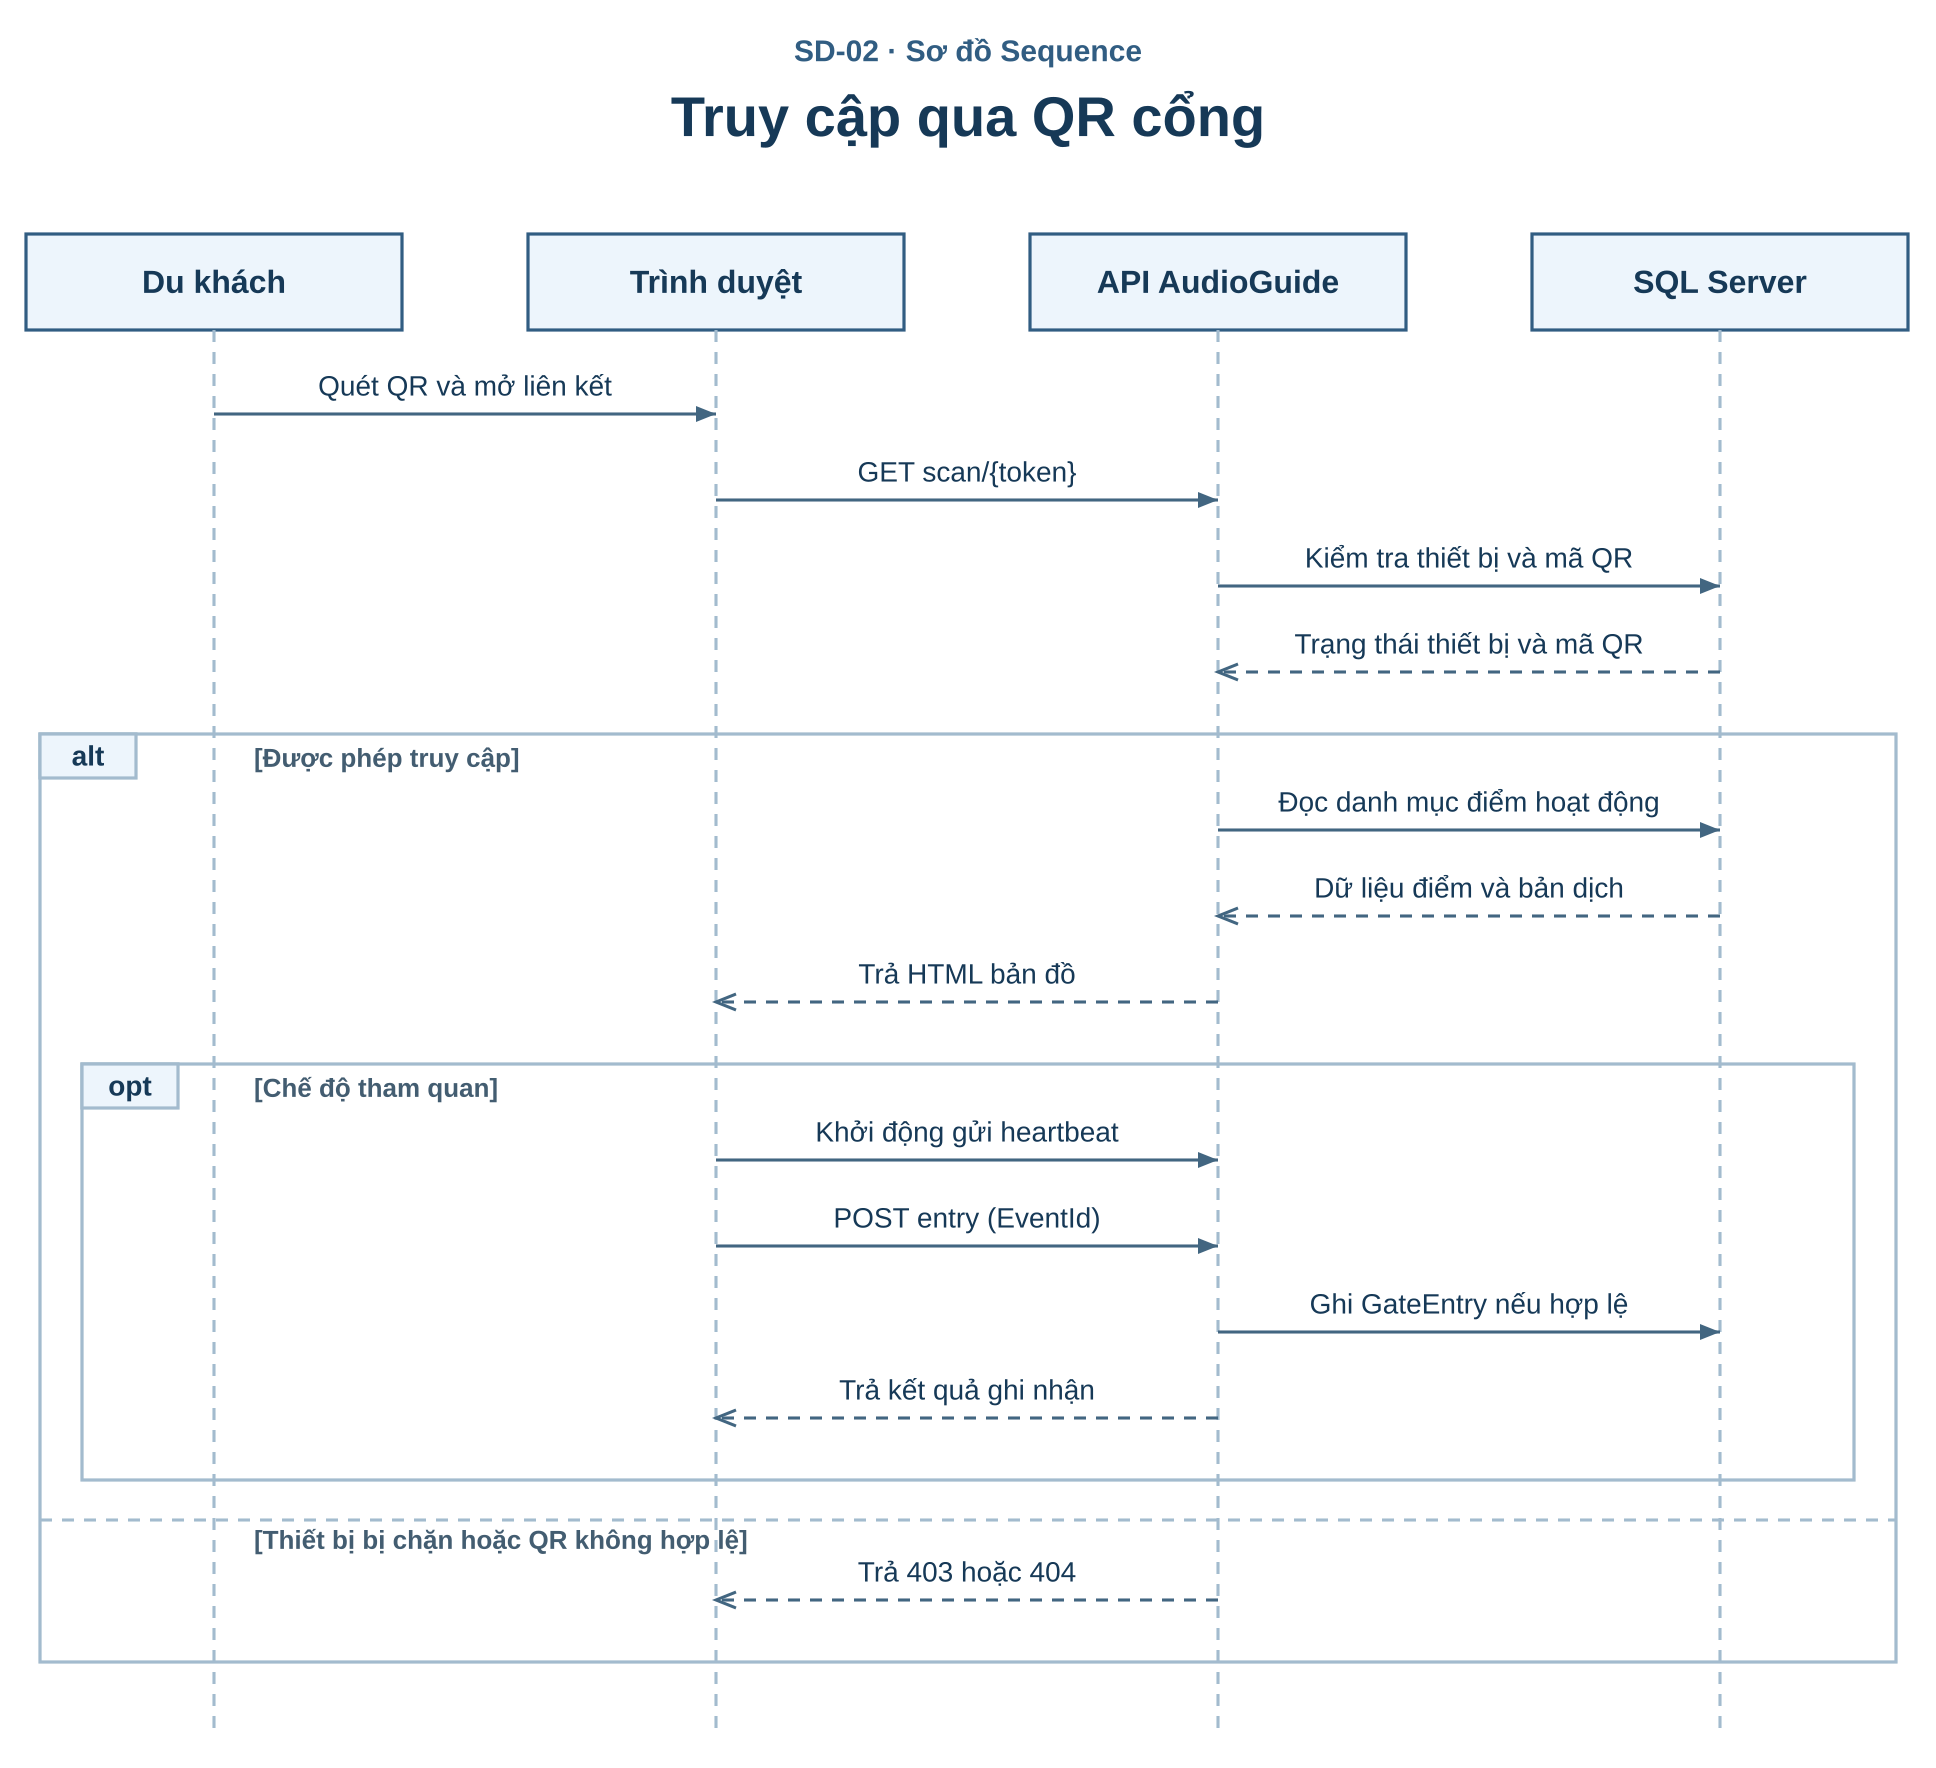 SD-02 · Sơ đồ Sequence
Truy cập qua QR cổng
Du khách
Trình duyệt
API AudioGuide
SQL Server
Quét QR và mở liên kết
GET scan/{token}
Kiểm tra thiết bị và mã QR
Trạng thái thiết bị và mã QR
alt
[Được phép truy cập]
Đọc danh mục điểm hoạt động
Dữ liệu điểm và bản dịch
Trả HTML bản đồ
opt
[Chế độ tham quan]
Khởi động gửi heartbeat
POST entry (EventId)
Ghi GateEntry nếu hợp lệ
Trả kết quả ghi nhận
[Thiết bị bị chặn hoặc QR không hợp lệ]
Trả 403 hoặc 404